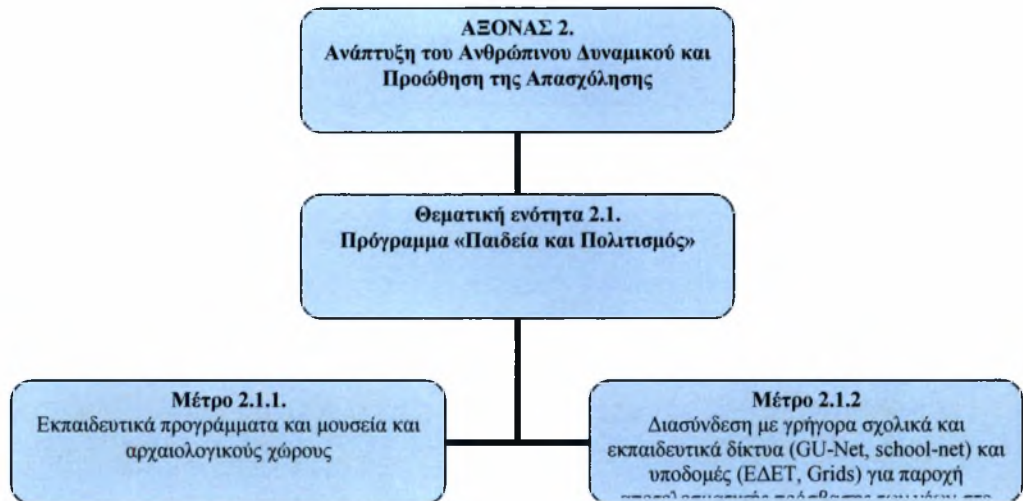 ΑΞΟΝΑΣ 2.
Ανάπτυξη του Ανθρώπινου Δυναμικού και
Προώθηση της Απασχόλησης
Θεματική ενότητα 2.1.
Πρόγραμμα «Παιδεία και Πολιτισμός»
Μέτρο 2.1.1.
Εκπαιδευτικά προγράμματα και μουσεία και
αρχαιολογικούς χώρους
Μέτρο 2.1.2
Διασύνδεση με γρήγορα σχολικά και
εκπαιδευτικά δίκτυα (GU-Net, school-net) και
υποδομές (ΕΔΕΤ, Grids) για παροχή